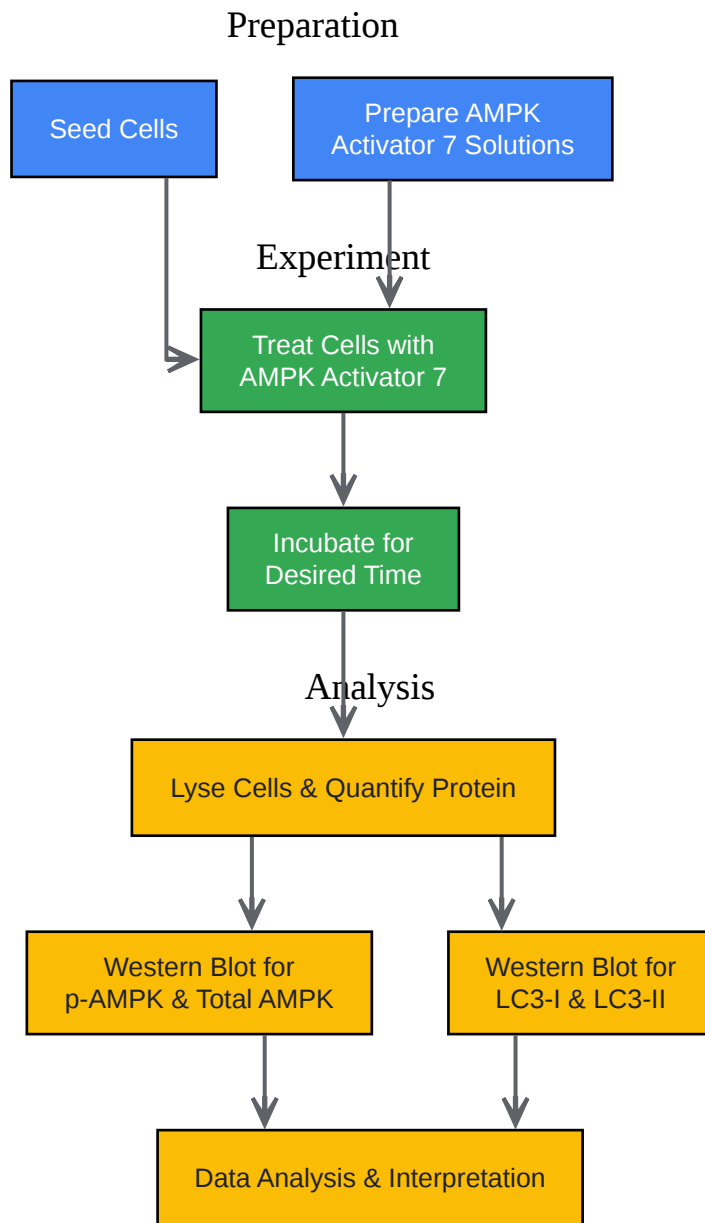 Preparation
Seed Cells
Prepare AMPK
Activator 7 Solutions
Experiment
Treat Cells with
AMPK Activator 7
Incubate for
Desired Time
Analysis
Lyse Cells & Quantify Protein
Western Blot for
p-AMPK & Total AMPK
Western Blot for
LC3-I & LC3-II
Data Analysis & Interpretation